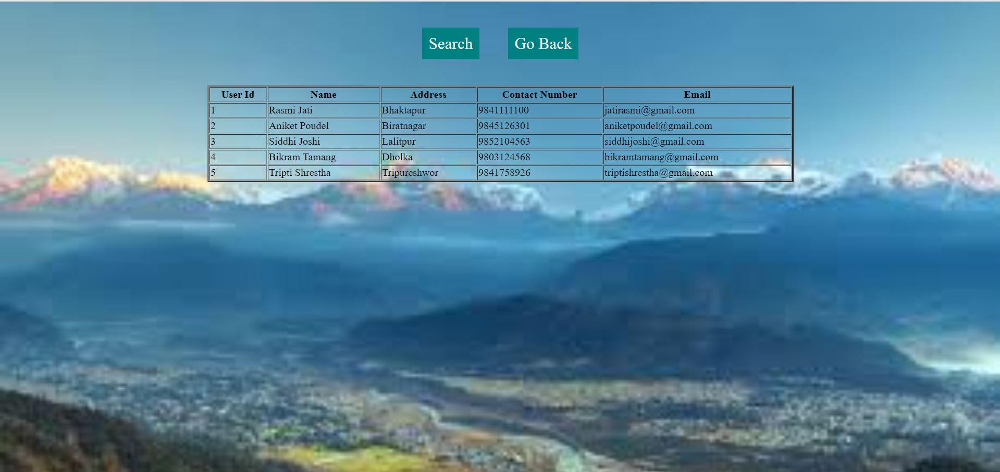 Search Go Back
User Id Name Address Contact Number Email
1 Rasmi Jati Bhaktapur 9841111100 jatirasmi@gmail.com
2 Aniket Poudel Biratnagar 9845126301 aniketpoudel@gmail.com
3 Siddhi Joshi Lalitpur 9852104563 siddhijoshi@gmail.com
4 Bikram Tamang Dholka 9803124568 bikramtamang@gmail.com
5 Tripti Shrestha Tripureshwor 9841758926 triptishrestha@gmail.com